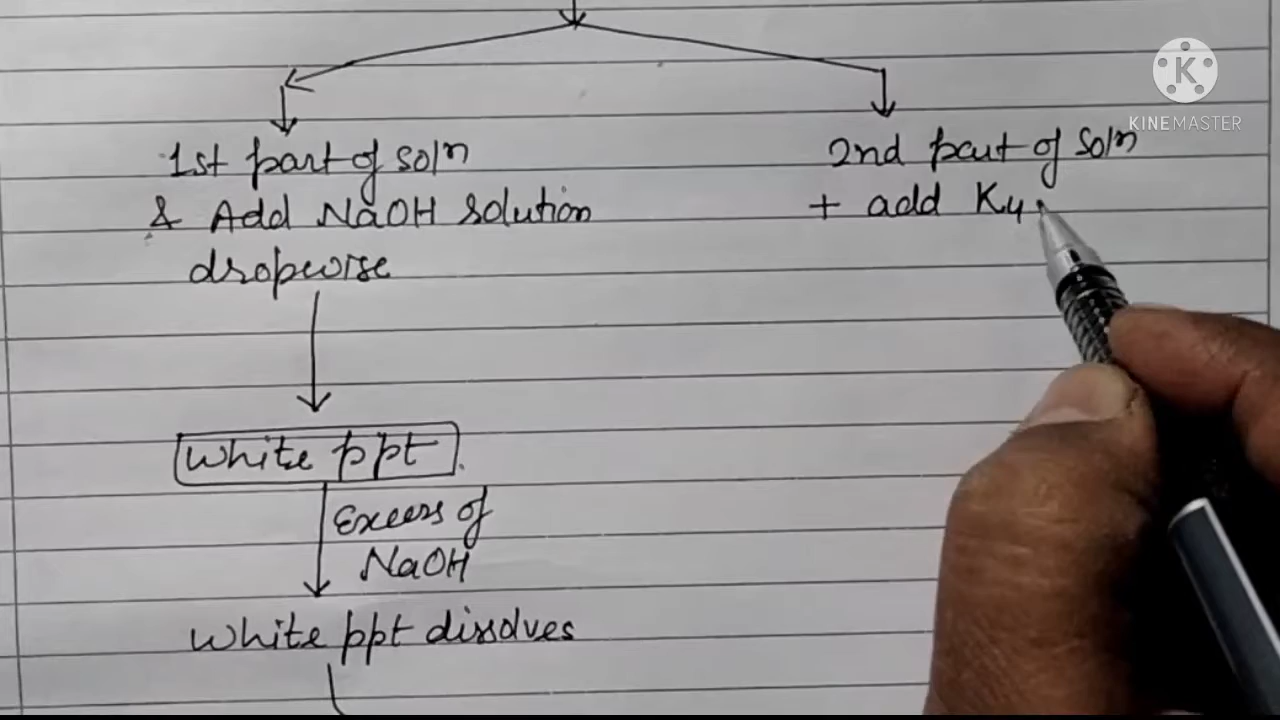 K
KINEMASTER
1st part of soln
& Add NaOH solution
dropwise
White ppt
Excess of
NaOH
White ppt dissolves
2nd part of soln
+ add K4